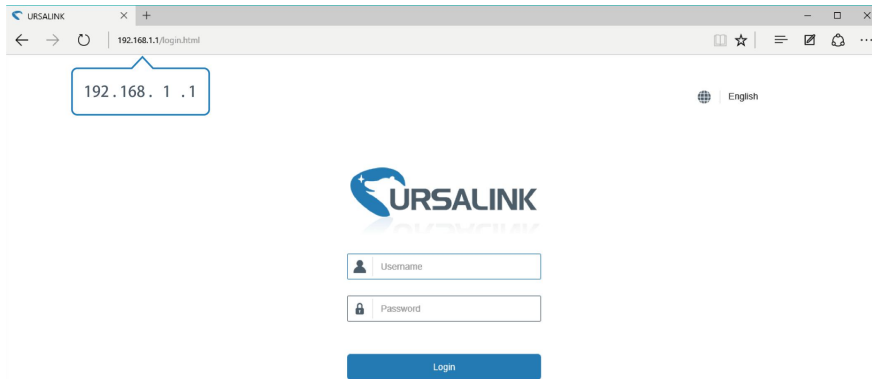 URSALINK
192.168.1.1/login.html
192.168. 1 .1
English
URSALINK
Username
Password
Login